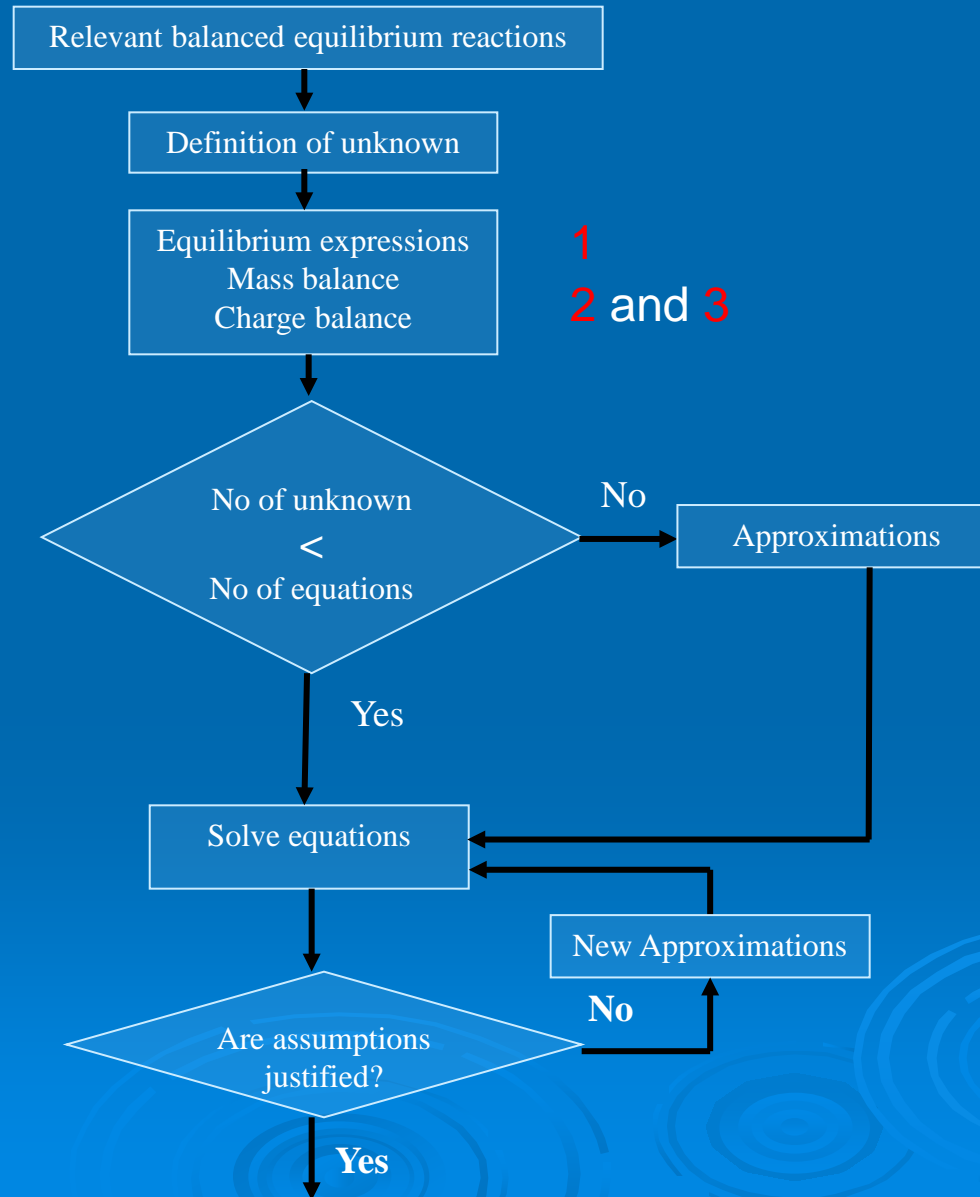 Relevant balanced equilibrium reactions
Definition of unknown
Equilibrium expressions
Mass balance
Charge balance
1
2 and 3
No of unknown
<
No of equations
No
Approximations
Yes
Solve equations
New Approximations
No
Are assumptions
justified?
Yes